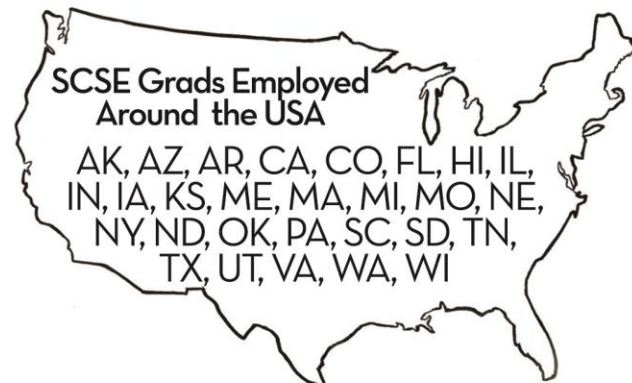 SCSE Grads Employed
Around the USA
AK, AZ, AR, CA, CO, FL, HI, IL,
IN, IA, KS, ME, MA, MI, MO, NE,
NY, ND, OK, PA, SC, SD, TN,
TX, UT, VA, WA, WI